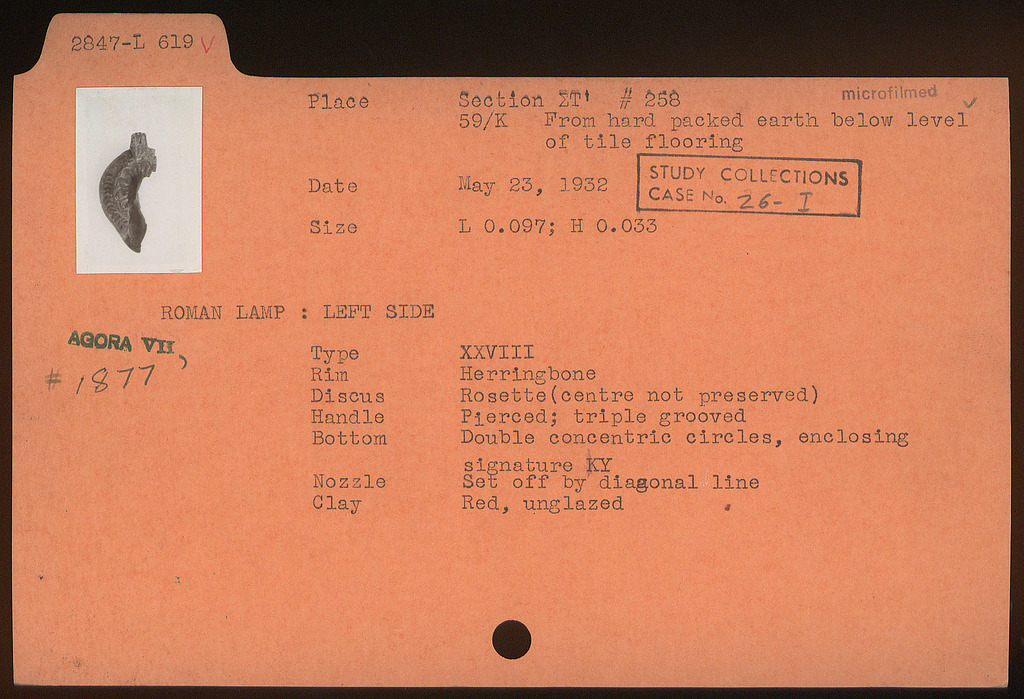 2847-L 619 V
microfilmed ✓
Place Section ΣT' # 258
59/K From hard packed earth below level
of tile flooring
STUDY COLLECTIONS
CASE No. 26-I
Date May 23, 1932
Size L 0.097; H 0.033
ROMAN LAMP : LEFT SIDE
AGORA VII,
# 1877
Type XXVIII
Rim Herringbone
Discus Rosette(centre not preserved)
Handle Pierced; triple grooved
Bottom Double concentric circles, enclosing
signature KY
Nozzle Set off by diagonal line
Clay Red, unglazed